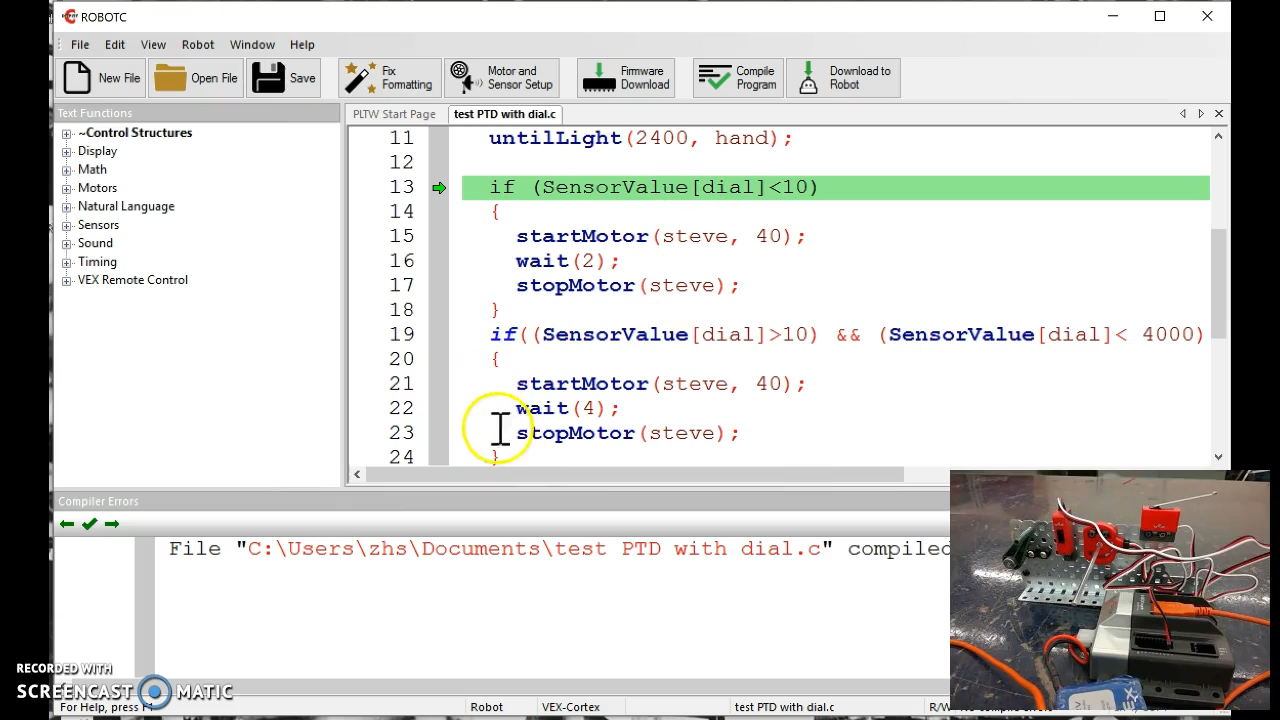 ROBOTC
File Edit View Robot Window Help
New File Open File Save Fix Formatting Motor and Sensor Setup Firmware Download Compile Program Download to Robot
Text Functions
~Control Structures
Display
Math
Motors
Natural Language
Sensors
Sound
Timing
VEX Remote Control
PLTW Start Page test PTD with dial.c
11 untilLight(2400, hand);
12
13 if (SensorValue[dial]<10)
14 {
15 startMotor(steve, 40);
16 wait(2);
17 stopMotor(steve);
18 }
19 if((SensorValue[dial]>10) && (SensorValue[dial]< 4000)
20 {
21 startMotor(steve, 40);
22 wait(4);
23 stopMotor(steve);
24 }
Compiler Errors
File "C:\Users\zhs\Documents\test PTD with dial.c" compiled
RECORDED WITH
SCREENCAST MATIC
For Help, press F1 Robot VEX-Cortex test PTD with dial.c R/W